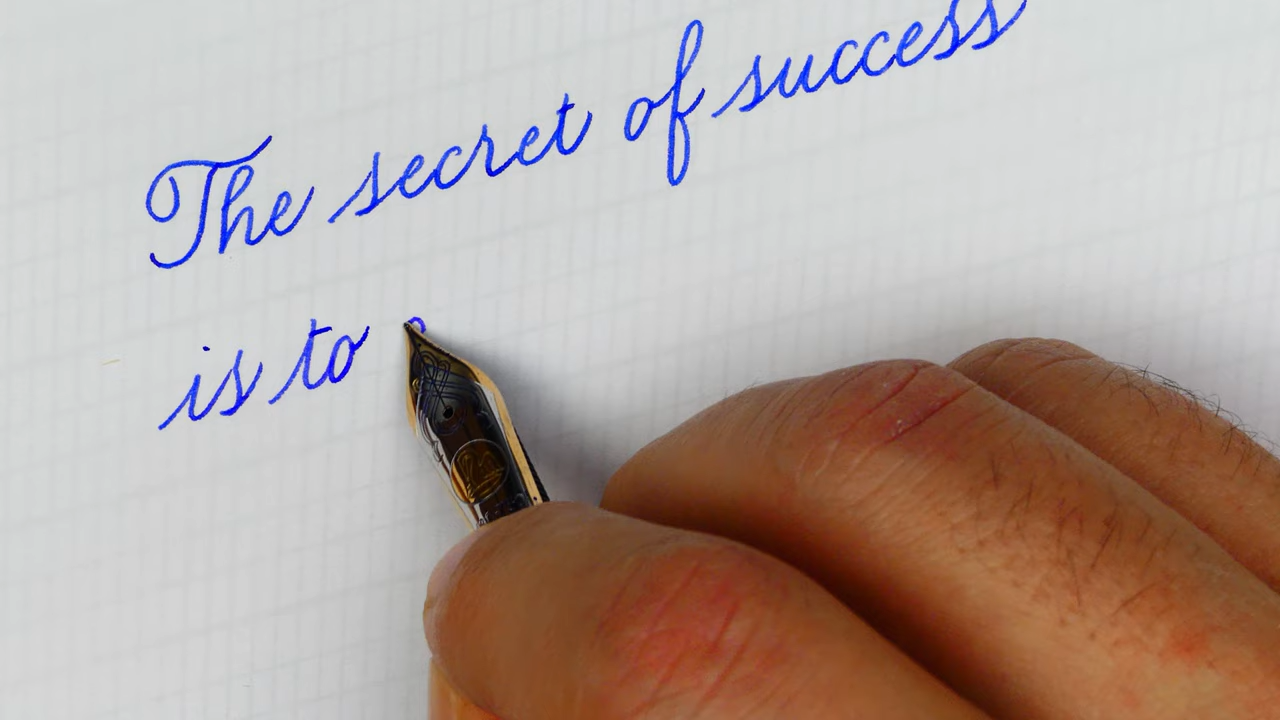 The secret of success
is to